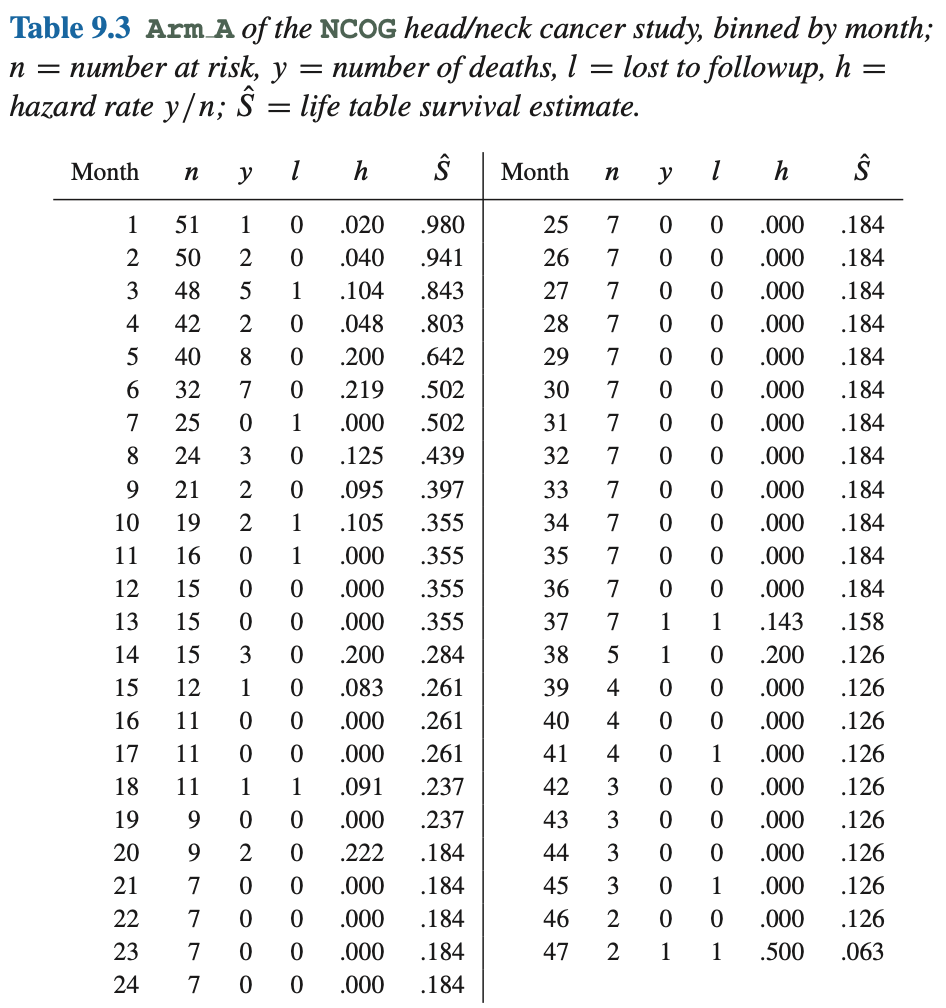 Table 9.3 Arm_A of the NCOG head/neck cancer study, binned by month;
n = number at risk, y = number of deaths, l = lost to followup, h =
hazard rate y/n; Ŝ = life table survival estimate.
Month n y l h Ŝ Month n y l h Ŝ
1 51 1 0 .020 .980 25 7 0 0 .000 .184
2 50 2 0 .040 .941 26 7 0 0 .000 .184
3 48 5 1 .104 .843 27 7 0 0 .000 .184
4 42 2 0 .048 .803 28 7 0 0 .000 .184
5 40 8 0 .200 .642 29 7 0 0 .000 .184
6 32 7 0 .219 .502 30 7 0 0 .000 .184
7 25 0 1 .000 .502 31 7 0 0 .000 .184
8 24 3 0 .125 .439 32 7 0 0 .000 .184
9 21 2 0 .095 .397 33 7 0 0 .000 .184
10 19 2 1 .105 .355 34 7 0 0 .000 .184
11 16 0 1 .000 .355 35 7 0 0 .000 .184
12 15 0 0 .000 .355 36 7 0 0 .000 .184
13 15 0 0 .000 .355 37 7 1 1 .143 .158
14 15 3 0 .200 .284 38 5 1 0 .200 .126
15 12 1 0 .083 .261 39 4 0 0 .000 .126
16 11 0 0 .000 .261 40 4 0 0 .000 .126
17 11 0 0 .000 .261 41 4 0 1 .000 .126
18 11 1 1 .091 .237 42 3 0 0 .000 .126
19 9 0 0 .000 .237 43 3 0 0 .000 .126
20 9 2 0 .222 .184 44 3 0 0 .000 .126
21 7 0 0 .000 .184 45 3 0 1 .000 .126
22 7 0 0 .000 .184 46 2 0 0 .000 .126
23 7 0 0 .000 .184 47 2 1 1 .500 .063
24 7 0 0 .000 .184